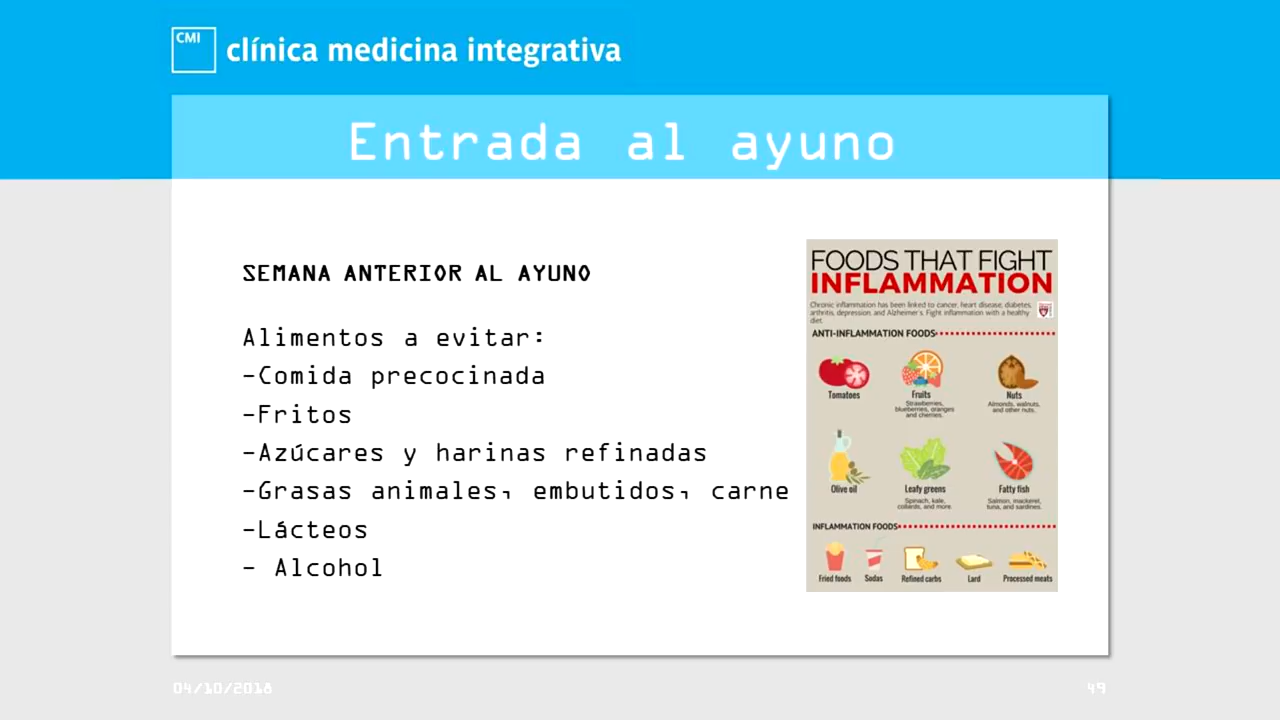 CMI
clínica medicina integrativa
Entrada al ayuno
SEMANA ANTERIOR AL AYUNO
Alimentos a evitar:
-Comida precocinada
-Fritos
-Azúcares y harinas refinadas
-Grasas animales, embutidos, carne
-Lácteos
- Alcohol
FOODS THAT FIGHT
INFLAMMATION
Chronic inflammation has been linked to cancer, heart disease, diabetes,
arthritis, depression, and Alzheimer's. Fight inflammation with a healthy
diet.
ANTI-INFLAMMATION FOODS
Tomatoes
Fruits
Strawberries,
blueberries, oranges
and cherries.
Nuts
Almonds, walnuts,
and other nuts.
Olive oil
Leafy greens
Spinach, kale,
collards, and more.
Fatty fish
Salmon, mackerel,
tuna, and sardines.
INFLAMMATION FOODS
Fried foods
Sodas
Refined carbs
Lard
Processed meats
04/10/2018
49